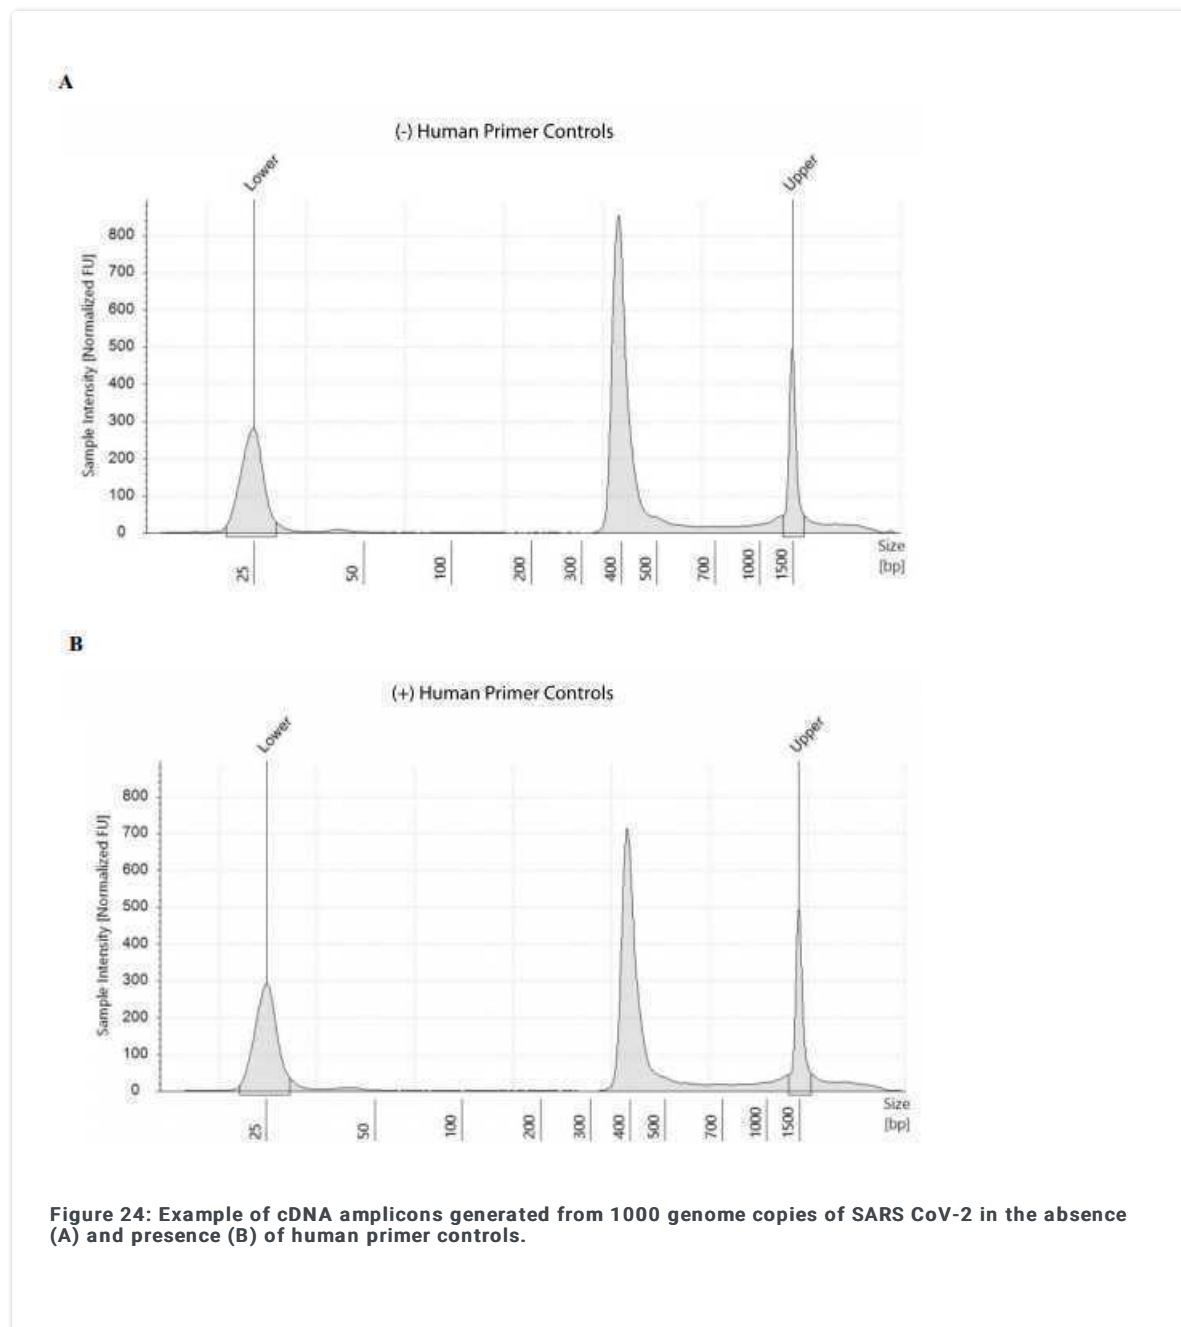 A
(-) Human Primer Controls
Lower
Upper
Sample Intensity [Normalized FU]
800
700
600
500
400
300
200
100
0
25
50
100
200
300
400
500
700
1000
1500
Size
[bp]
B
(+) Human Primer Controls
Lower
Upper
Sample Intensity [Normalized FU]
800
700
600
500
400
300
200
100
0
25
50
100
200
300
400
500
700
1000
1500
Size
[bp]
Figure 24: Example of cDNA amplicons generated from 1000 genome copies of SARS CoV-2 in the absence
(A) and presence (B) of human primer controls.